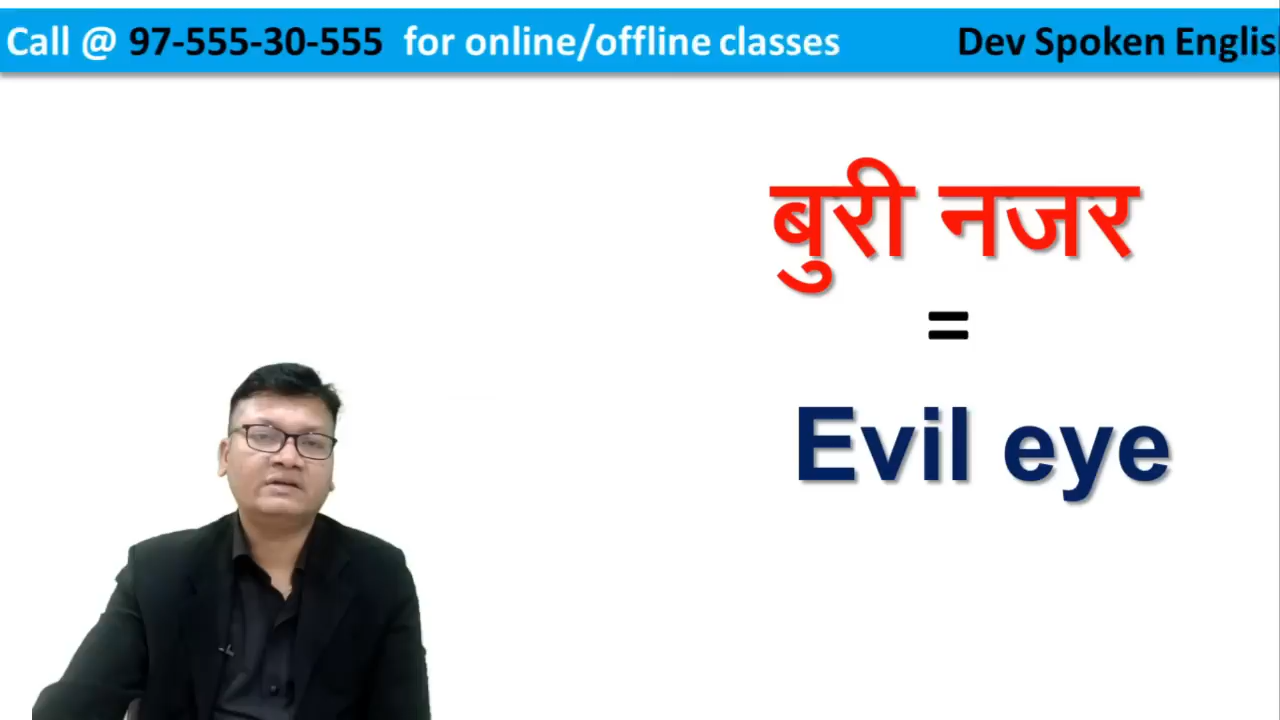 Call @ 97-555-30-555 for online/offline classes Dev Spoken Englis
बुरी नजर
=
Evil eye